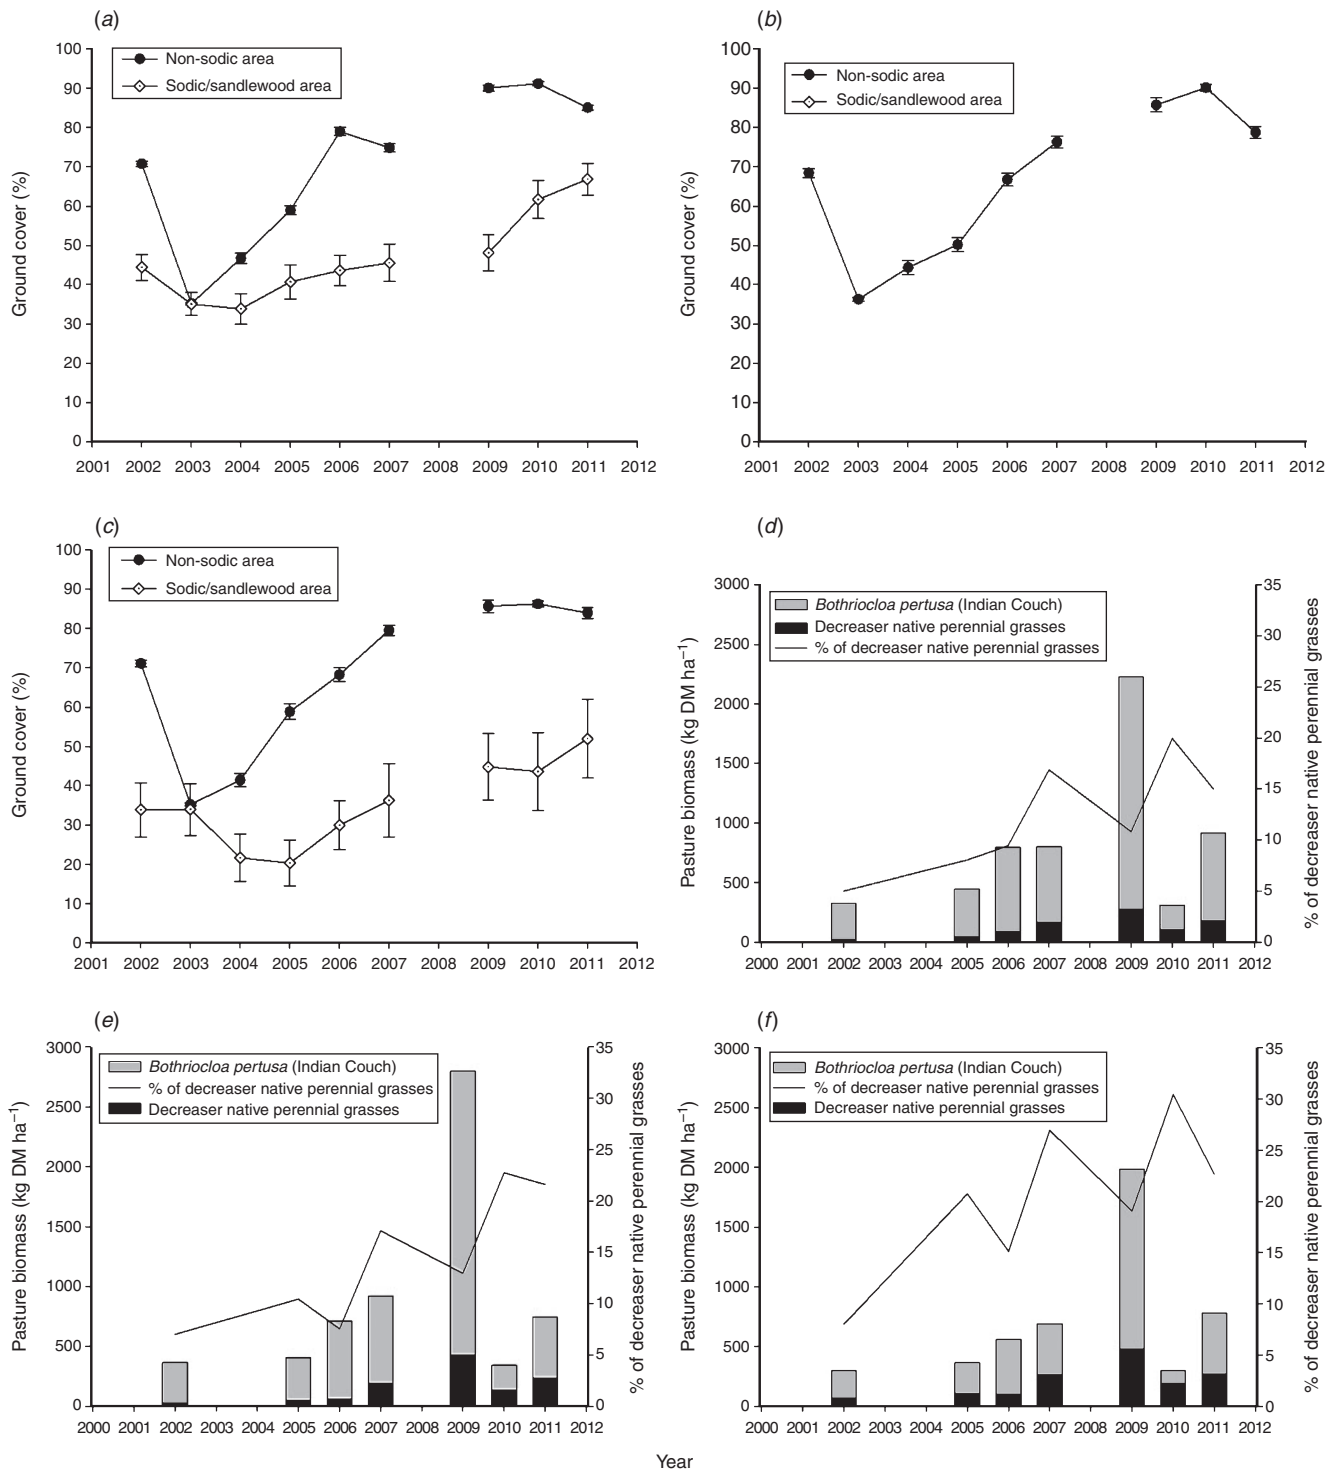 (a)
100
90
80
70
60
50
40
30
20
10
0
Ground cover (%)
Non-sodic area
Sodic/sandlewood area
2001 2002 2003 2004 2005 2006 2007 2008 2009 2010 2011 2012
(b)
100
90
80
70
60
50
40
30
20
10
0
Ground cover (%)
Non-sodic area
Sodic/sandlewood area
2001 2002 2003 2004 2005 2006 2007 2008 2009 2010 2011 2012
(c)
100
90
80
70
60
50
40
30
20
10
0
Ground cover (%)
Non-sodic area
Sodic/sandlewood area
2001 2002 2003 2004 2005 2006 2007 2008 2009 2010 2011 2012
(d)
3000
2500
2000
1500
1000
500
0
Pasture biomass (kg DM ha⁻¹)
Bothriocloa pertusa (Indian Couch)
Decreaser native perennial grasses
% of decreaser native perennial grasses
35
30
25
20
15
10
5
0
% of decreaser native perennial grasses
2000 2001 2002 2003 2004 2005 2006 2007 2008 2009 2010 2011 2012
(e)
3000
2500
2000
1500
1000
500
0
Pasture biomass (kg DM ha⁻¹)
Bothriocloa pertusa (Indian Couch)
% of decreaser native perennial grasses
Decreaser native perennial grasses
35
30
25
20
15
10
5
0
% of decreaser native perennial grasses
2000 2001 2002 2003 2004 2005 2006 2007 2008 2009 2010 2011 2012
(f)
3000
2500
2000
1500
1000
500
0
Pasture biomass (kg DM ha⁻¹)
Bothriocloa pertusa (Indian Couch)
% of decreaser native perennial grasses
Decreaser native perennial grasses
35
30
25
20
15
10
5
0
% of decreaser native perennial grasses
2000 2001 2002 2003 2004 2005 2006 2007 2008 2009 2010 2011 2012
Year